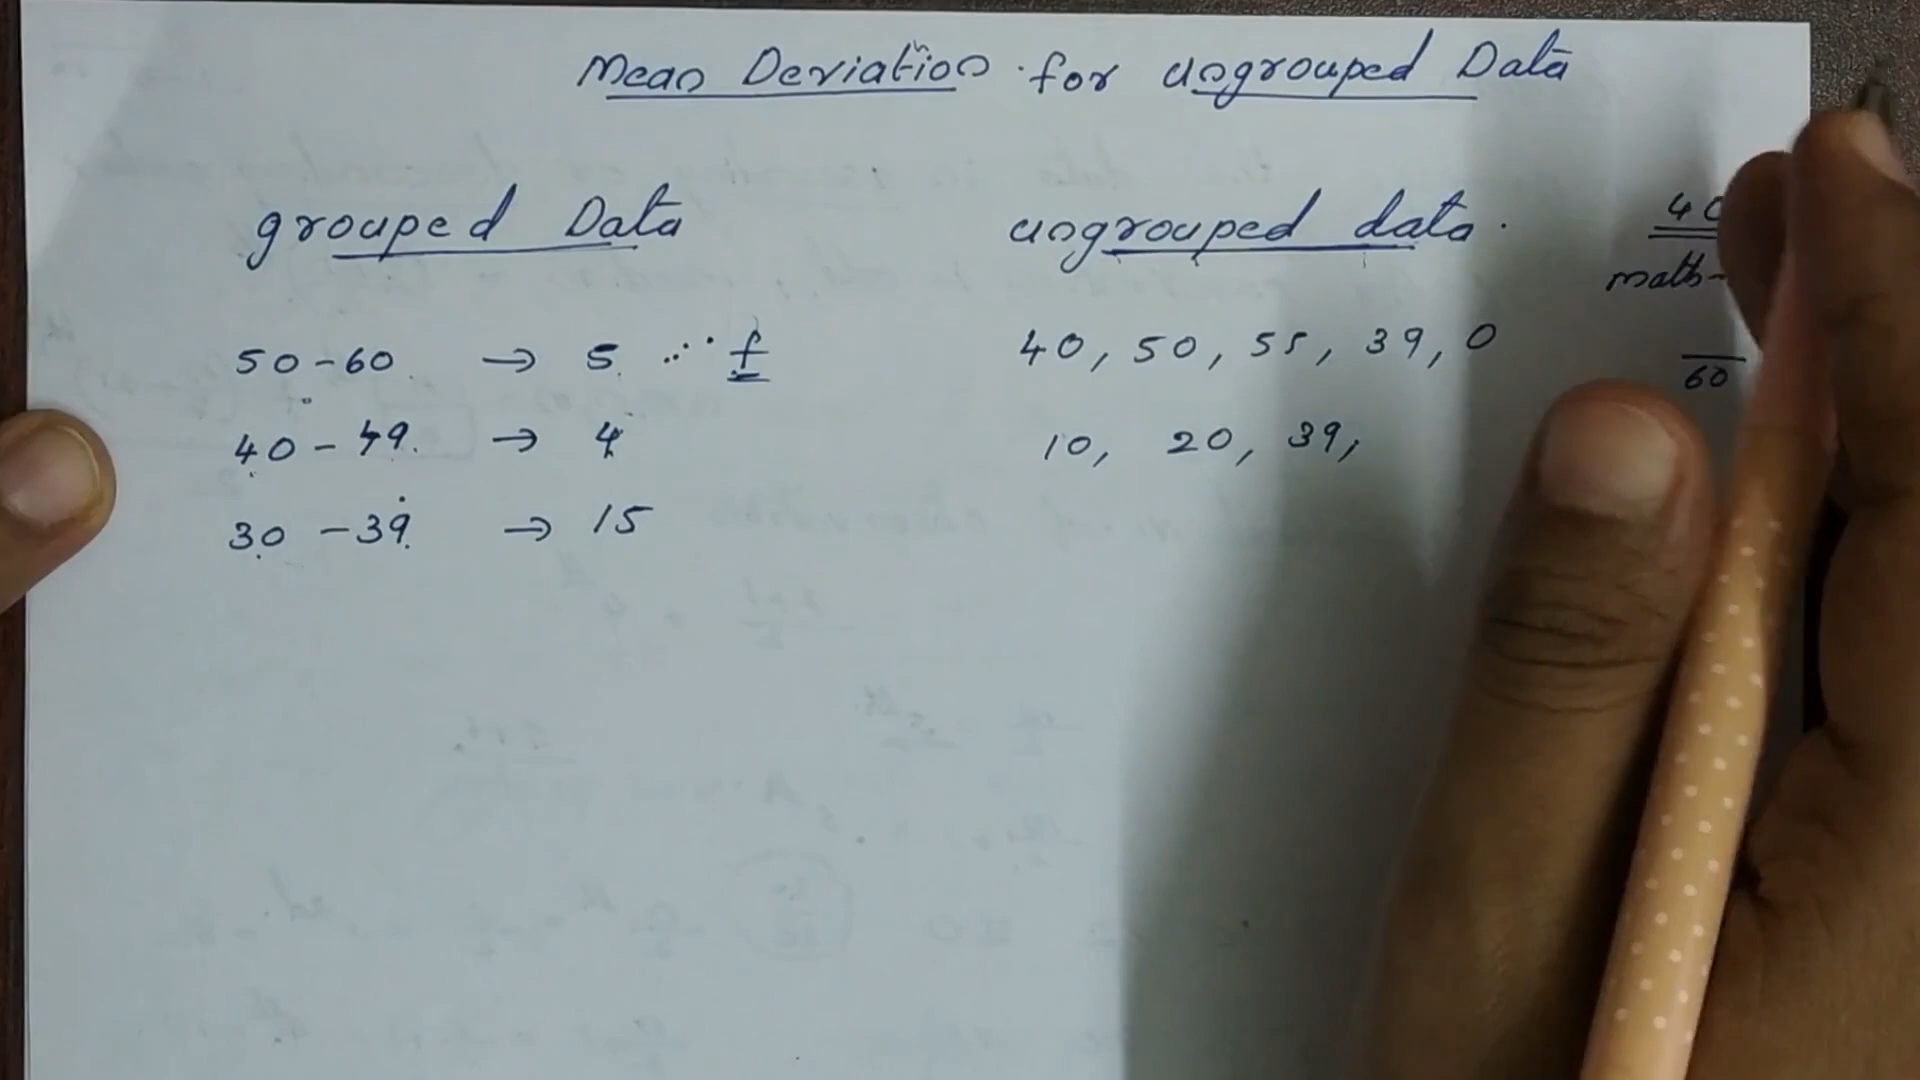 Mean Deviation for ungrouped Data
grouped Data
50-60 → 5 f
40-49 → 4
30-39 → 15
ungrouped data.
40, 50, 55, 39, 0
10, 20, 39,
40
math-
60